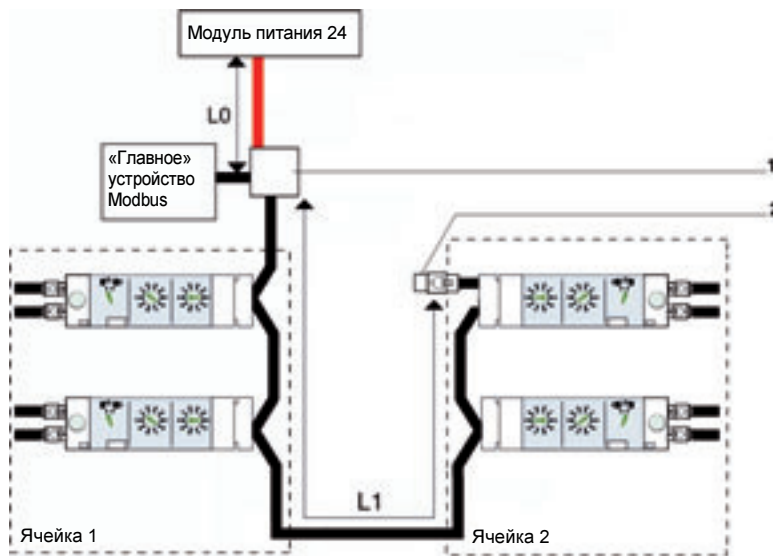 Модуль питания 24
L0
«Главное»
устройство
Modbus
1
2
L1
Ячейка 1
Ячейка 2